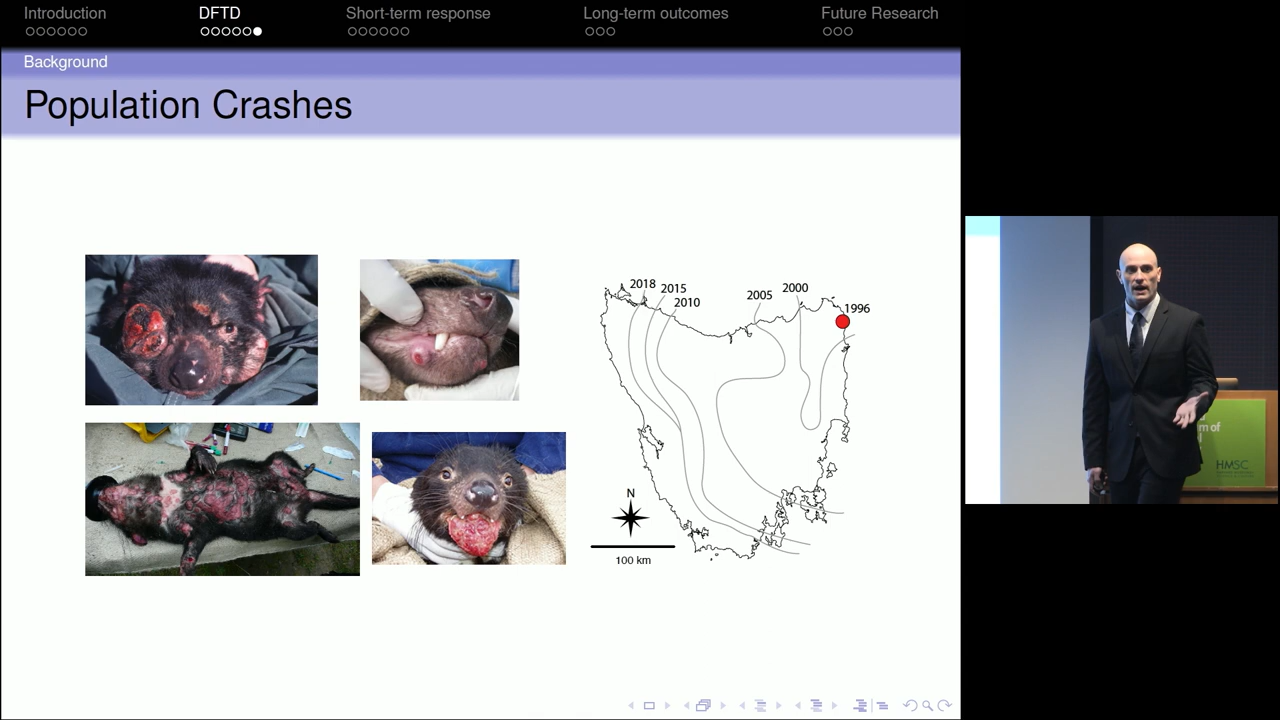 Introduction DFTD Short-term response Long-term outcomes Future Research
Background
Population Crashes
2018 2015 2010 2005 2000 1996
N
100 km
m of
HMSC